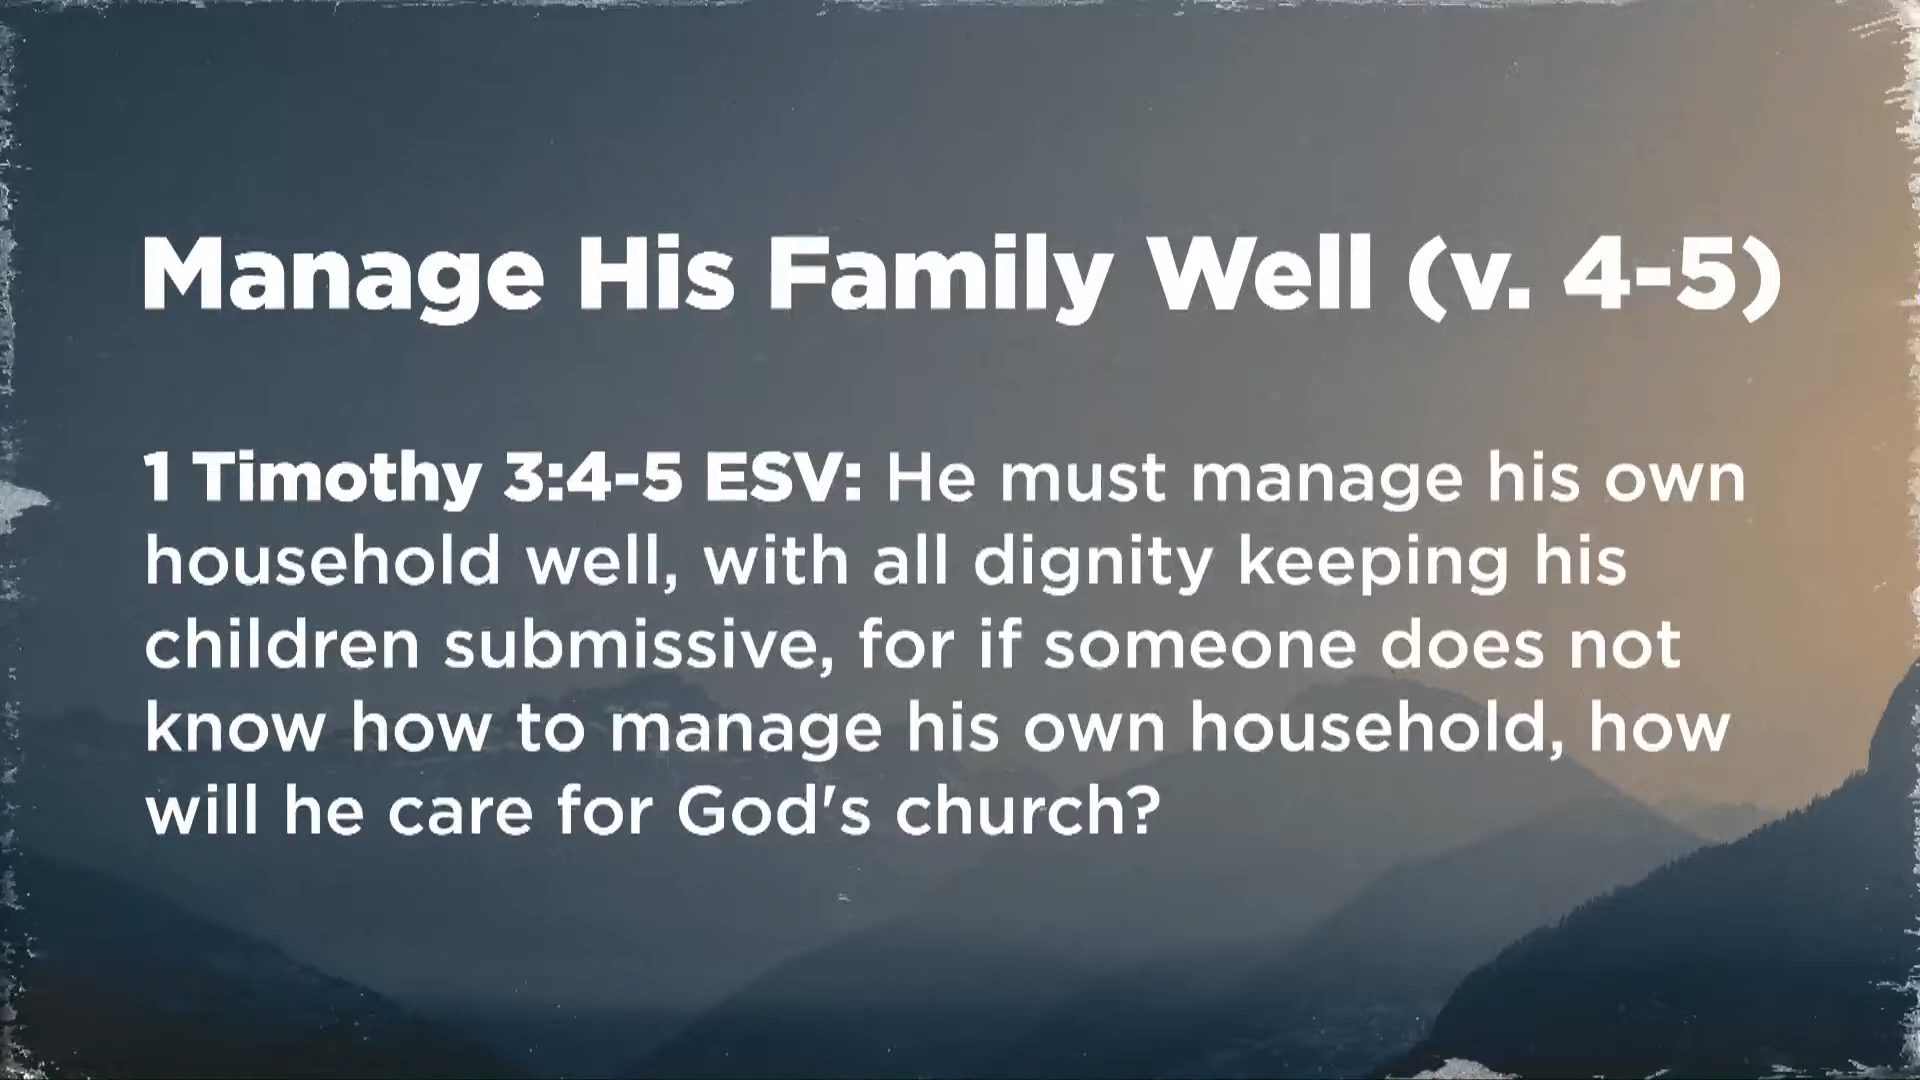 Manage His Family Well (v. 4-5)
1 Timothy 3:4-5 ESV: He must manage his own
household well, with all dignity keeping his
children submissive, for if someone does not
know how to manage his own household, how
will he care for God's church?